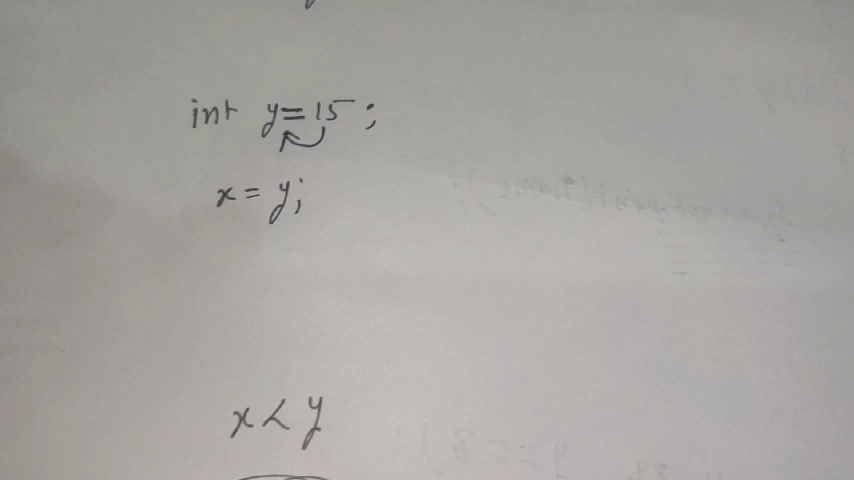 int y=15;
x=y;
x<y